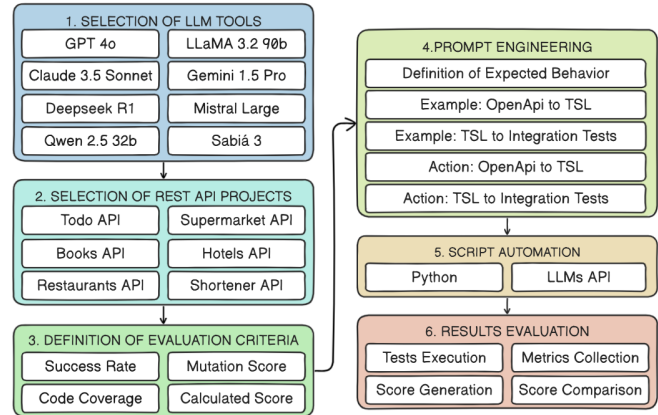 1. SELECTION OF LLM TOOLS
GPT 4o
LLaMA 3.2 90b
Claude 3.5 Sonnet
Gemini 1.5 Pro
Deepseek R1
Mistral Large
Qwen 2.5 32b
Sabiá 3
2. SELECTION OF REST API PROJECTS
Todo API
Supermarket API
Books API
Hotels API
Restaurants API
Shortener API
3. DEFINITION OF EVALUATION CRITERIA
Success Rate
Mutation Score
Code Coverage
Calculated Score
4.PROMPT ENGINEERING
Definition of Expected Behavior
Example: OpenApi to TSL
Example: TSL to Integration Tests
Action: OpenApi to TSL
Action: TSL to Integration Tests
5. SCRIPT AUTOMATION
Python
LLMs API
6. RESULTS EVALUATION
Tests Execution
Metrics Collection
Score Generation
Score Comparison